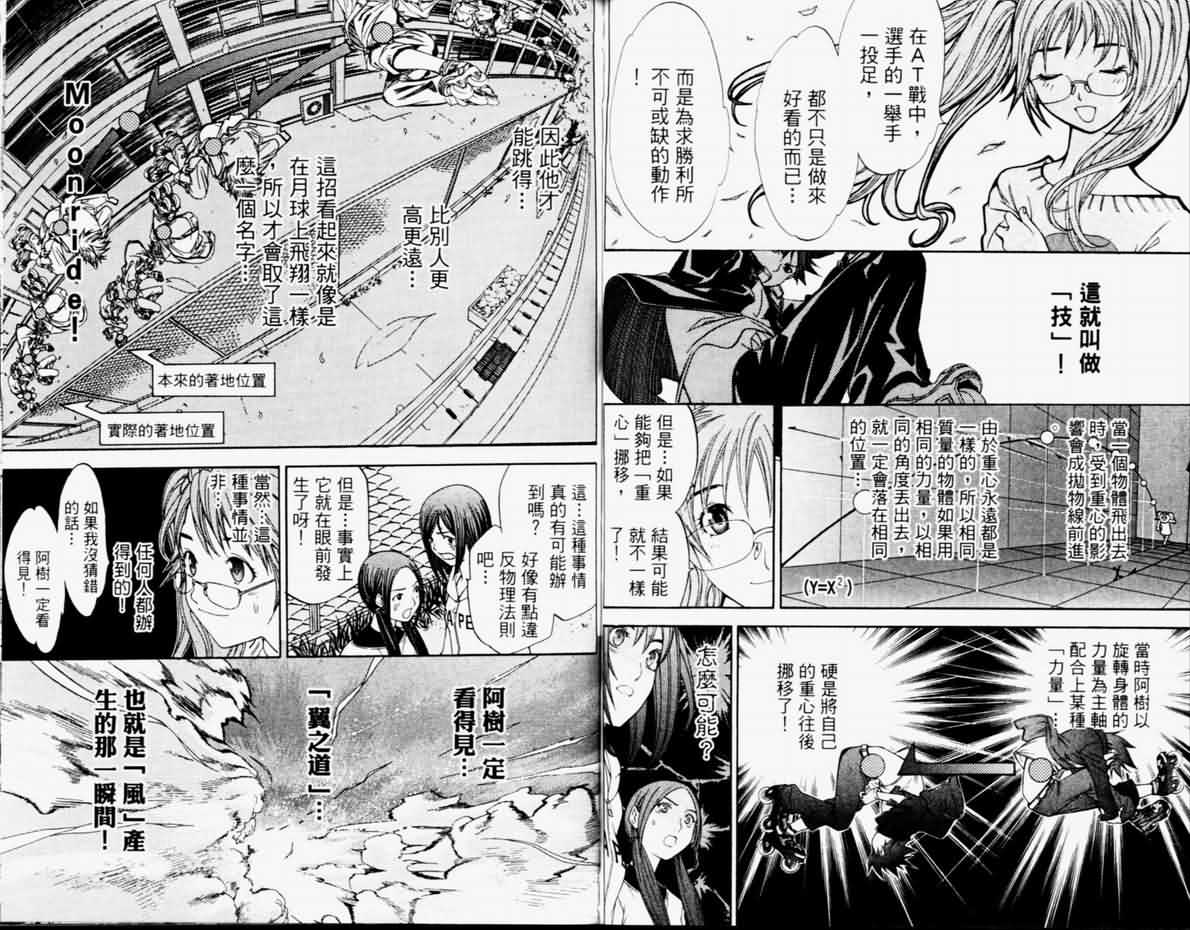 在AT戰中，
選手的一舉手
一投足，
都不只是做來
好看的而已…
而是為求勝利所
不可或缺的動作
！
這就叫做
「技」！
當一個物體飛出去
時，受到重心的影
響會成拋物線前進
由於重心永遠都是
一樣的，所以相同
質量的物體如果用
相同的力量，以相
同的角度丟出去，
就一定會落在相同
的位置…
(Y=X²)
但是…如果
能夠把「重
心」挪移，
結果可能
就不一樣
了！
當時阿樹以
旋轉身體的
力量為主軸
配合上某種
「力量」…
硬是將自己
的重心往後
挪移了！
怎麼可能？
因此他才
能跳得…
比別人更
高更遠…
這招看起來就像是
在月球上飛翔一樣
，所以才會取了這
麼一個名字…
Moonride!
本來的著地位置
實際的著地位置
這…這種事情
真的有可能辦
到嗎？
好像有點違
反物理法則
吧…
APE
但是…事實上
它就在眼前發
生了呀！
當然…這
種事情並
非…
任何人都辦
得到的！
如果我沒猜錯
的話…
阿樹一定看
得見！
阿樹一定
看得見…
「翼之道」…
也就是「風」產
生的那一瞬間！